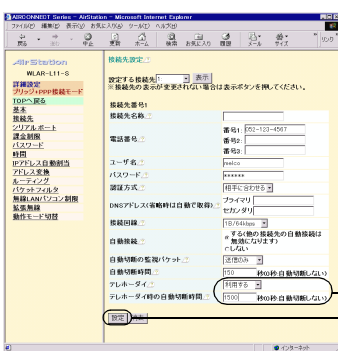 AIRCONNECT Series - AirStation - Microsoft Internet Explorer
ファイル(F) 編集(E) 表示(V) お気に入り(A) ツール(T) ヘルプ(H)
戻る 中止 更新 ホーム 検索 お気に入り 履歴 メール サイズ リンク
AirStation
WLAR-L11-S
詳細設定
ブリッジ+PPP接続モード
TOPへ戻る
基本
接続先
シリアルポート
課金制限
パスワード
時間
IPアドレス自動割当
アドレス変換
ルーティング
パケットフィルタ
無線LANパソコン制限
拡張無線
動作モード切替
接続先設定
設定する接続先 1 表示
※接続先の表示が変更されない場合は表示ボタンを押してください。
接続先番号1
接続先名称
電話番号
番号1: 052-123-4567
番号2:
番号3:
ユーザ名 melco
パスワード ******
認証方式 相手に合わせる
DNSアドレス(省略時は自動で取得)
プライマリ
セカンダリ
接続回線 1B/64kbps
自動接続
する(他の接続先の自動接続は
無効になります)
しない
自動切断の監視パケット 送信のみ
自動切断時間 150 秒(0秒:自動切断しない)
テレホーダイ 利用する
テレホーダイ時の自動切断時間 1500 秒(0秒:自動切断しない)
設定
インターネット